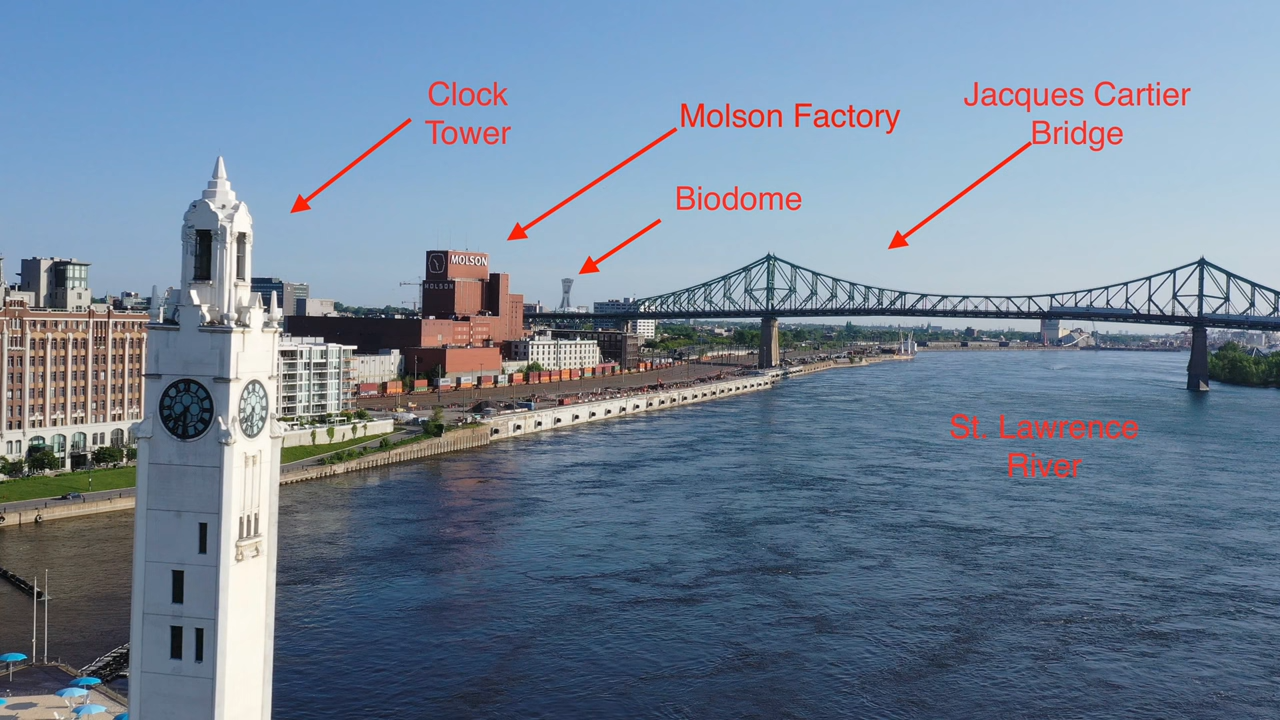 Clock
Tower
Molson Factory
Jacques Cartier
Bridge
Biodome
MOLSON
MOLSON
St. Lawrence
River